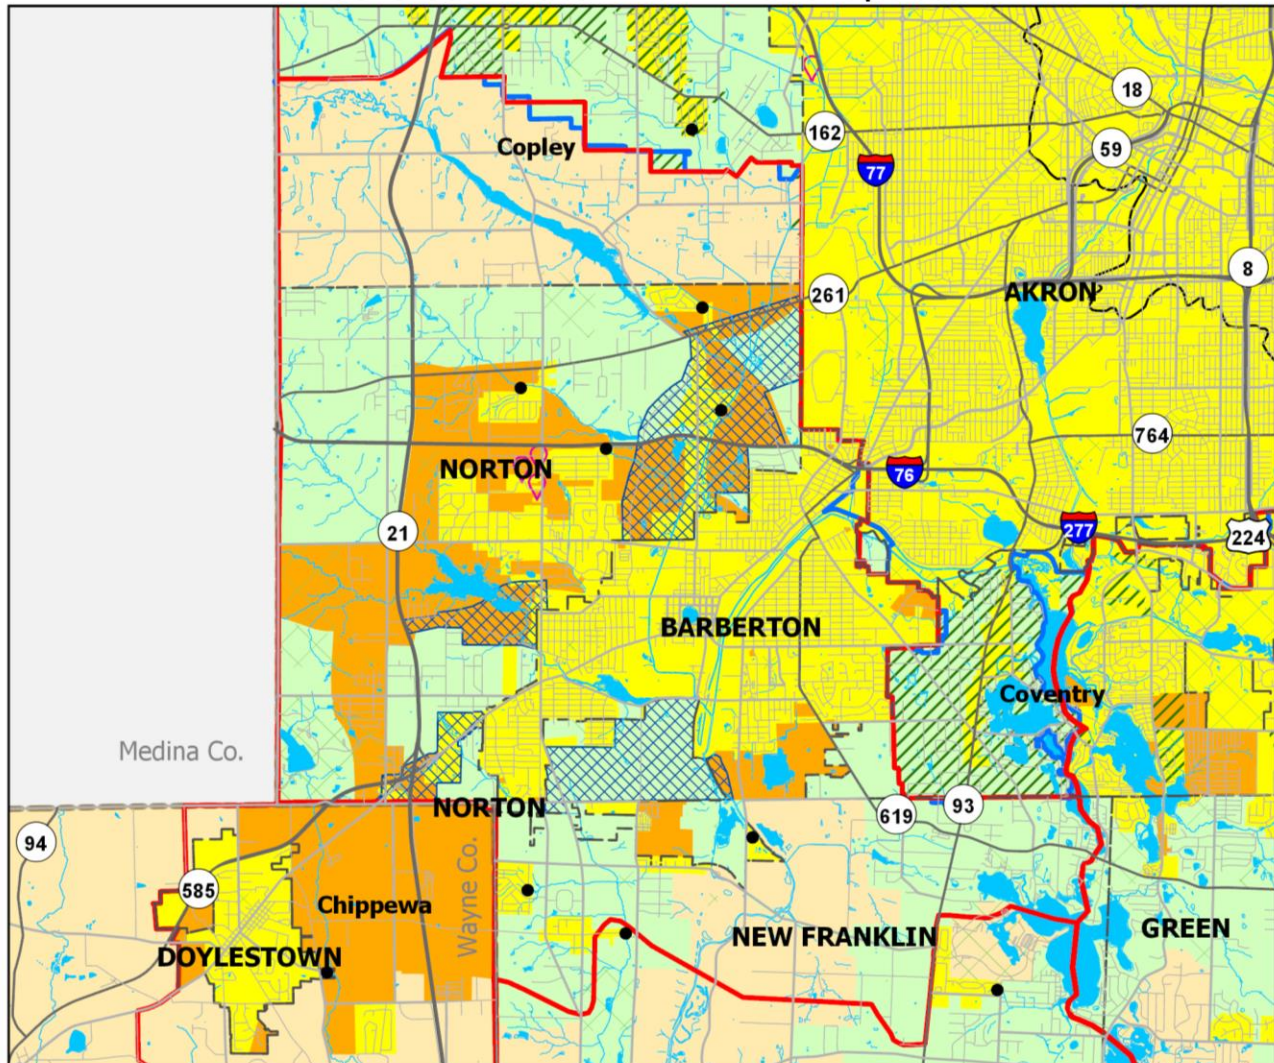 18
Copley
162
59
77
8
261
AKRON
764
NORTON
76
21
277
224
BARBERTON
Coventry
Medina Co.
NORTON
93
619
94
585
Chippewa
Wayne Co.
DOYLESTOWN
NEW FRANKLIN
GREEN